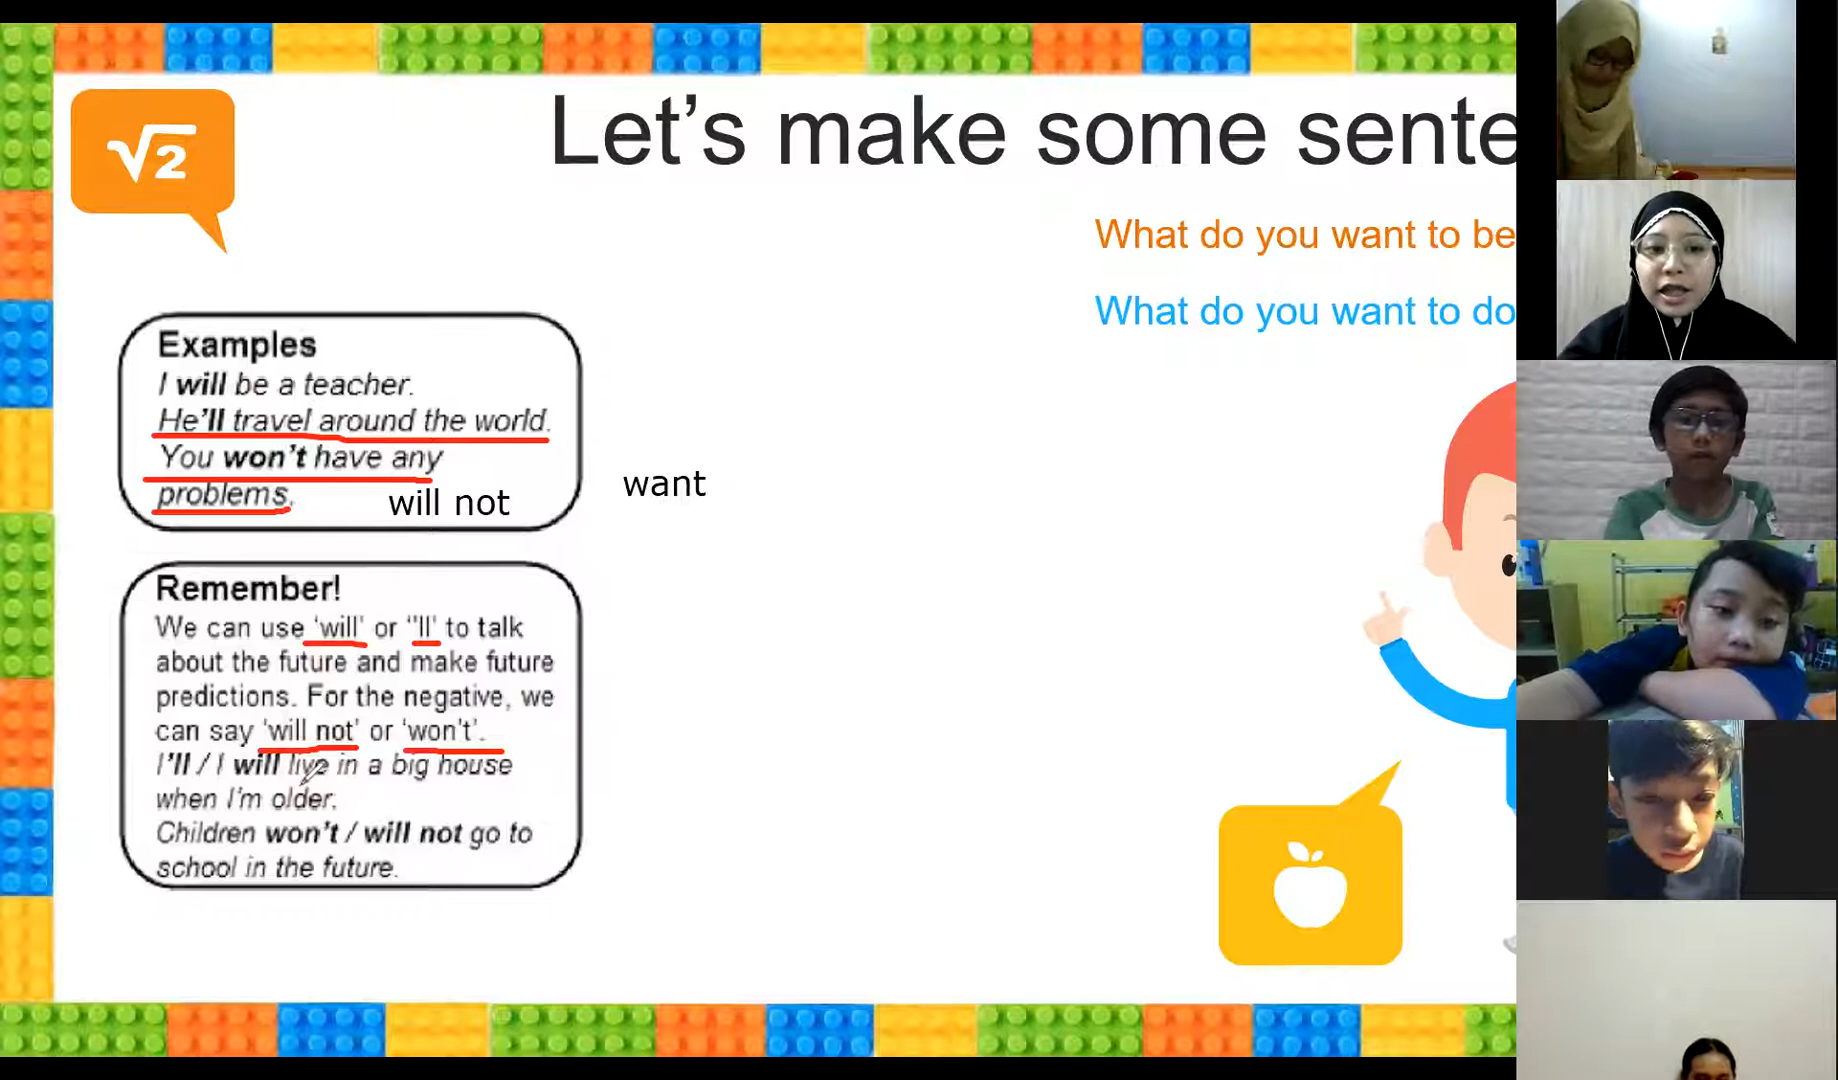 √2
Let's make some sente
What do you want to be
What do you want to do
Examples
I will be a teacher.
He'll travel around the world.
You won't have any
problems.
will not
want
Remember!
We can use 'will' or ''ll' to talk
about the future and make future
predictions. For the negative, we
can say 'will not' or 'won't'.
I'll / I will live in a big house
when I'm older.
Children won't / will not go to
school in the future.